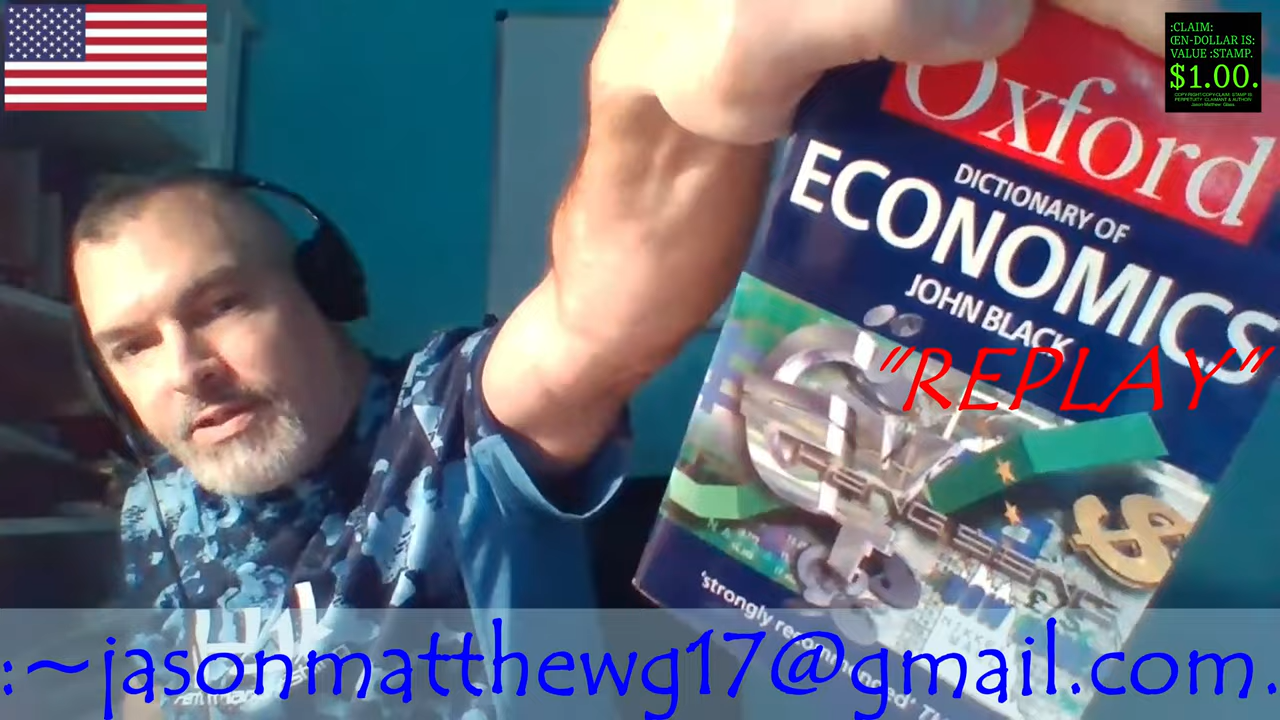 :CLAIM:
ŒN-DOLLAR IS:
VALUE :STAMP.
$1.00.
Oxford
DICTIONARY OF
ECONOMICS
JOHN BLACK
"REPLAY"
'strongly recommended'
:~jasonmatthewg17@gmail.com.